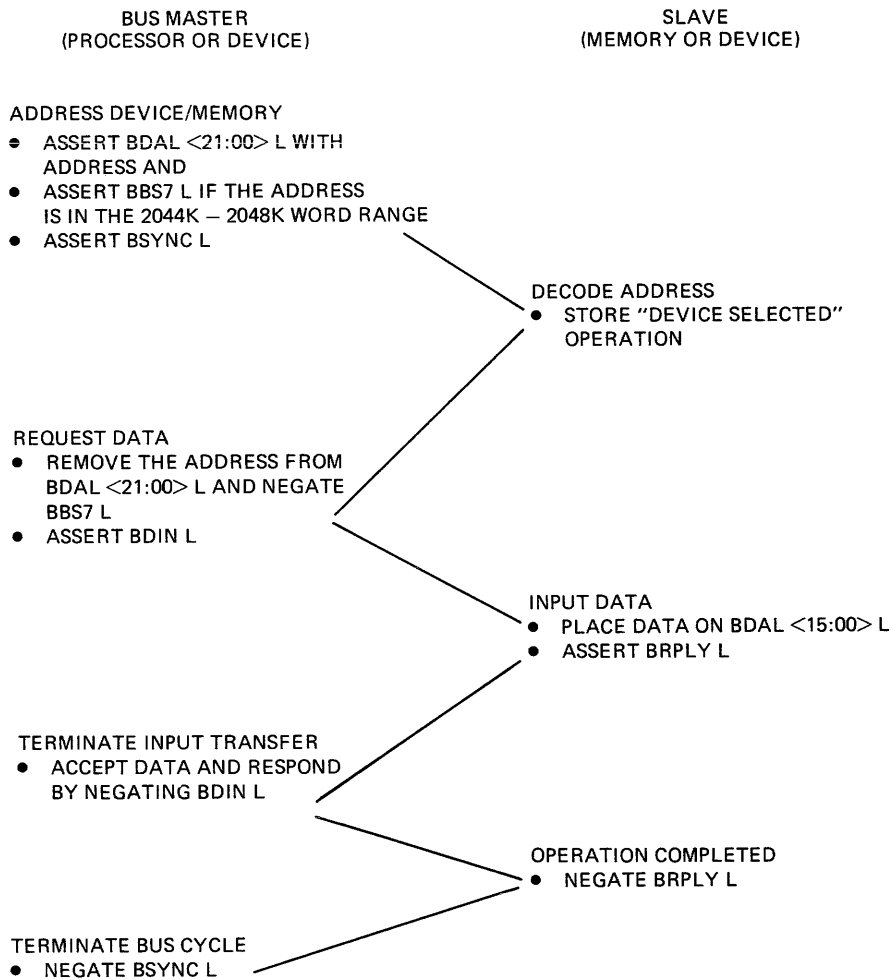 BUS MASTER
(PROCESSOR OR DEVICE)
SLAVE
(MEMORY OR DEVICE)
ADDRESS DEVICE/MEMORY
● ASSERT BDAL <21:00> L WITH
ADDRESS AND
● ASSERT BBS7 L IF THE ADDRESS
IS IN THE 2044K – 2048K WORD RANGE
● ASSERT BSYNC L
DECODE ADDRESS
● STORE "DEVICE SELECTED"
OPERATION
REQUEST DATA
● REMOVE THE ADDRESS FROM
BDAL <21:00> L AND NEGATE
BBS7 L
● ASSERT BDIN L
INPUT DATA
● PLACE DATA ON BDAL <15:00> L
● ASSERT BRPLY L
TERMINATE INPUT TRANSFER
● ACCEPT DATA AND RESPOND
BY NEGATING BDIN L
OPERATION COMPLETED
● NEGATE BRPLY L
TERMINATE BUS CYCLE
● NEGATE BSYNC L